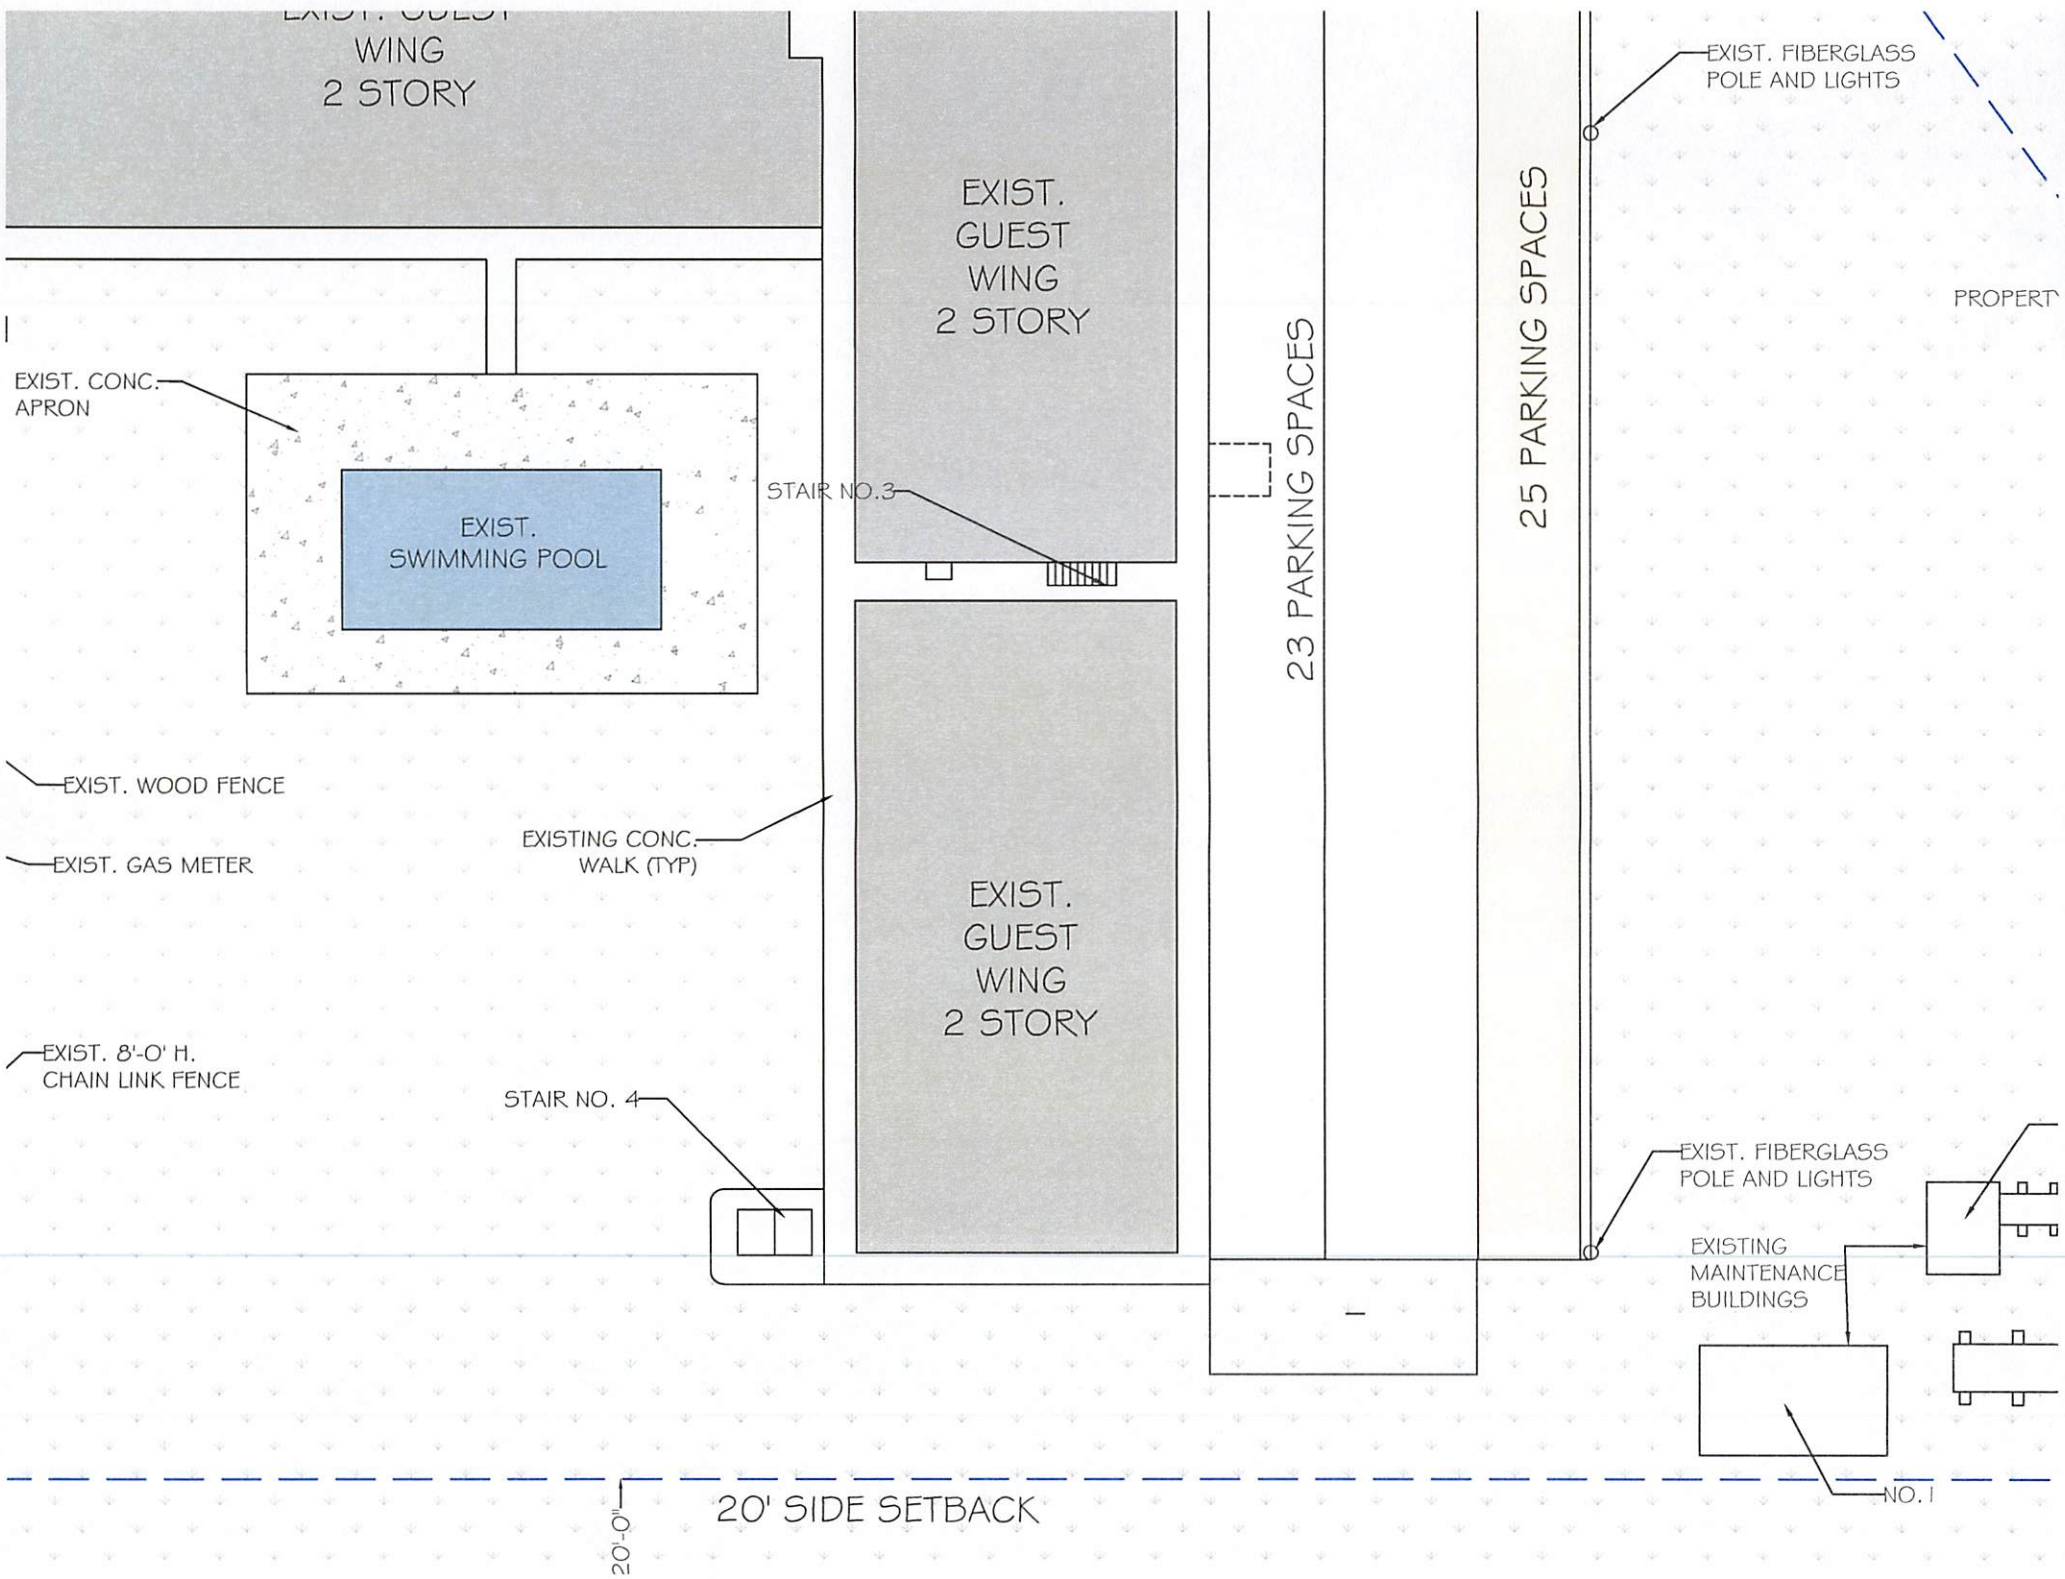 EXIST. GUEST
WING
2 STORY
EXIST. FIBERGLASS
POLE AND LIGHTS
EXIST.
GUEST
WING
2 STORY
25 PARKING SPACES
PROPERT
23 PARKING SPACES
EXIST. CONC.
APRON
STAIR NO.3
EXIST.
SWIMMING POOL
EXIST. WOOD FENCE
EXISTING CONC.
WALK (TYP)
EXIST. GAS METER
EXIST.
GUEST
WING
2 STORY
EXIST. 8'-0' H.
CHAIN LINK FENCE
STAIR NO. 4
EXIST. FIBERGLASS
POLE AND LIGHTS
EXISTING
MAINTENANCE
BUILDINGS
NO. 1
20' SIDE SETBACK
20'-0"